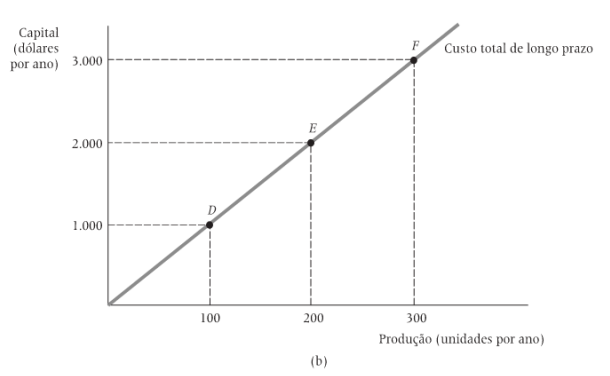 Capital
(dólares
por ano)
F
Custo total de longo prazo
3.000
E
2.000
D
1.000
100
200
300
Produção (unidades por ano)
(b)